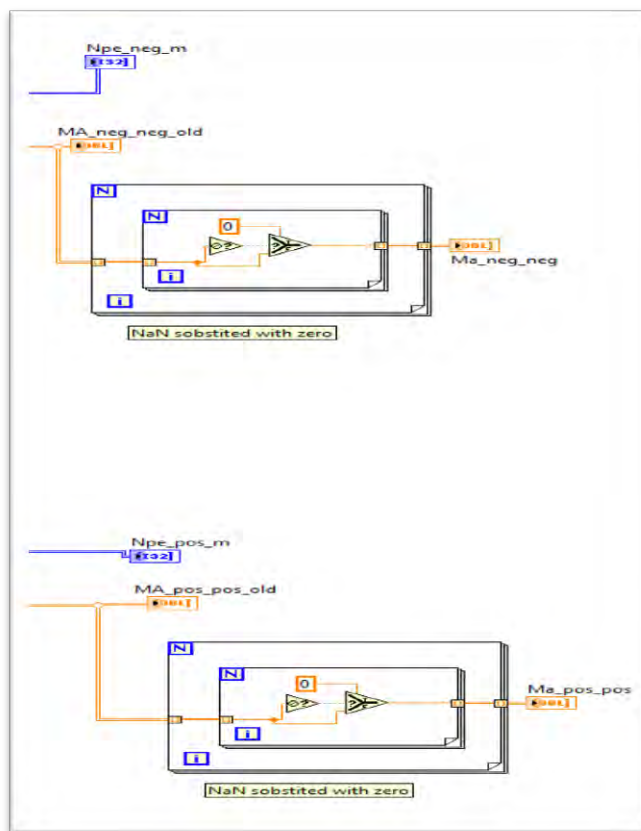 Npe_neg_m
[I32]
MA_neg_neg_old
DBL]
N
N
0
?
?
i
Ma_neg_neg
DBL]
i
NaN sobstited with zero
Npe_pos_m
[I32]
MA_pos_pos_old
DBL]
N
N
0
?
?
i
Ma_pos_pos
DBL]
i
NaN sobstited with zero